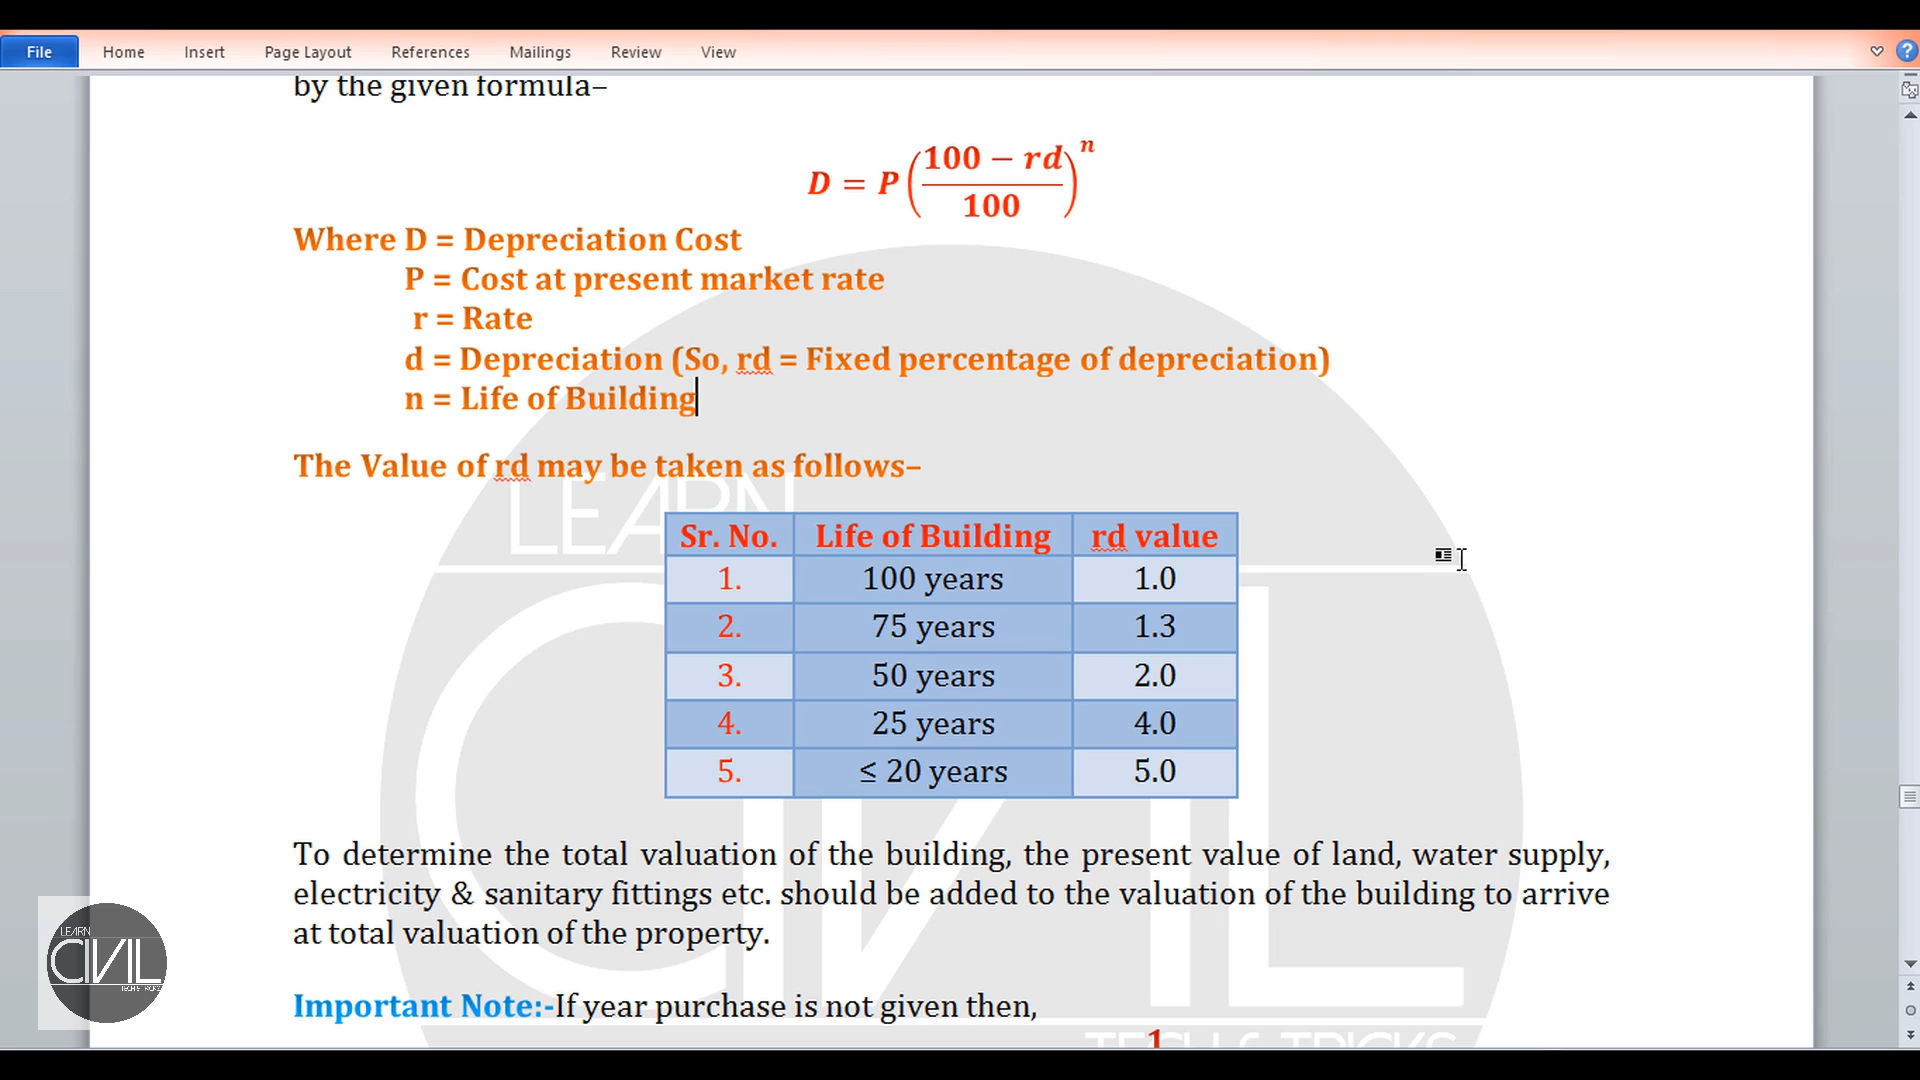 File Home Insert Page Layout References Mailings Review View
by the given formula–
D = P((100 − rd)/100)^n
Where D = Depreciation Cost
P = Cost at present market rate
r = Rate
d = Depreciation (So, rd = Fixed percentage of depreciation)
n = Life of Building
The Value of rd may be taken as follows–
Sr. No. Life of Building rd value
1. 100 years 1.0
2. 75 years 1.3
3. 50 years 2.0
4. 25 years 4.0
5. ≤ 20 years 5.0
To determine the total valuation of the building, the present value of land, water supply,
electricity & sanitary fittings etc. should be added to the valuation of the building to arrive
at total valuation of the property.
Important Note:-If year purchase is not given then,
1
LEARN
CIVIL
TECH & TRICKS
LEARN
CIVIL